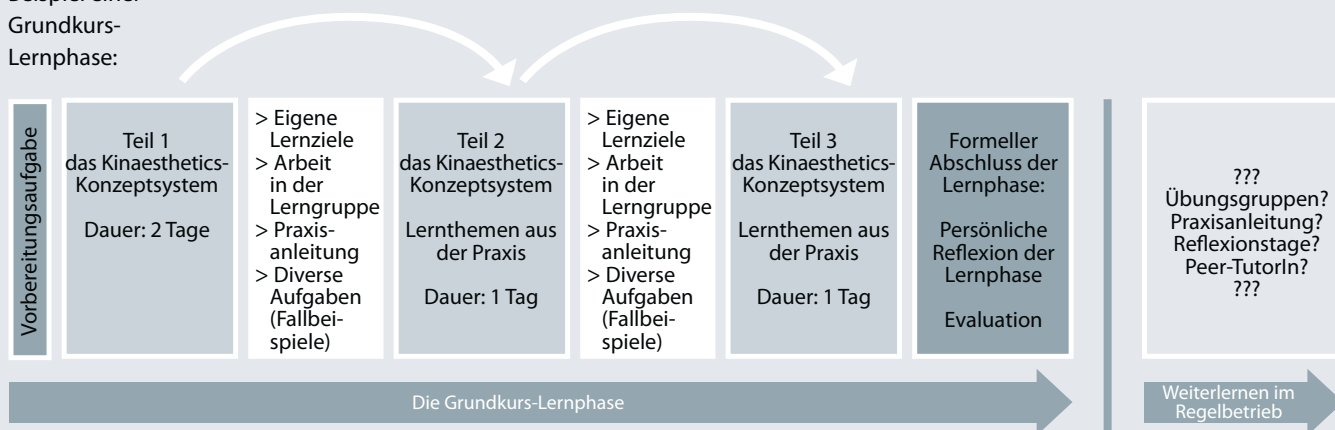 Beispiel einer
Grundkurs-
Lernphase:
Vorbereitungsaufgabe
Teil 1
das Kinaesthetics-
Konzeptsystem
Dauer: 2 Tage
> Eigene
Lernziele
> Arbeit
in der
Lerngruppe
> Praxis-
anleitung
> Diverse
Aufgaben
(Fallbei-
spiele)
Teil 2
das Kinaesthetics-
Konzeptsystem
Lernthemen aus
der Praxis
Dauer: 1 Tag
> Eigene
Lernziele
> Arbeit
in der
Lerngruppe
> Praxis-
anleitung
> Diverse
Aufgaben
(Fallbei-
spiele)
Teil 3
das Kinaesthetics-
Konzeptsystem
Lernthemen aus
der Praxis
Dauer: 1 Tag
Formeller
Abschluss der
Lernphase:
Persönliche
Reflexion der
Lernphase
Evaluation
???
Übungsgruppen?
Praxisanleitung?
Reflexionstage?
Peer-TutorIn?
???
Die Grundkurs-Lernphase
Weiterlernen im
Regelbetrieb